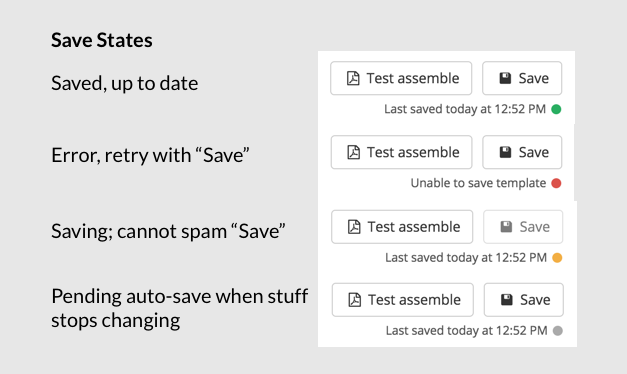 Save States
Saved, up to date
Test assemble Save
Last saved today at 12:52 PM
Error, retry with “Save”
Test assemble Save
Unable to save template
Saving; cannot spam “Save”
Test assemble Save
Last saved today at 12:52 PM
Pending auto-save when stuff
stops changing
Test assemble Save
Last saved today at 12:52 PM